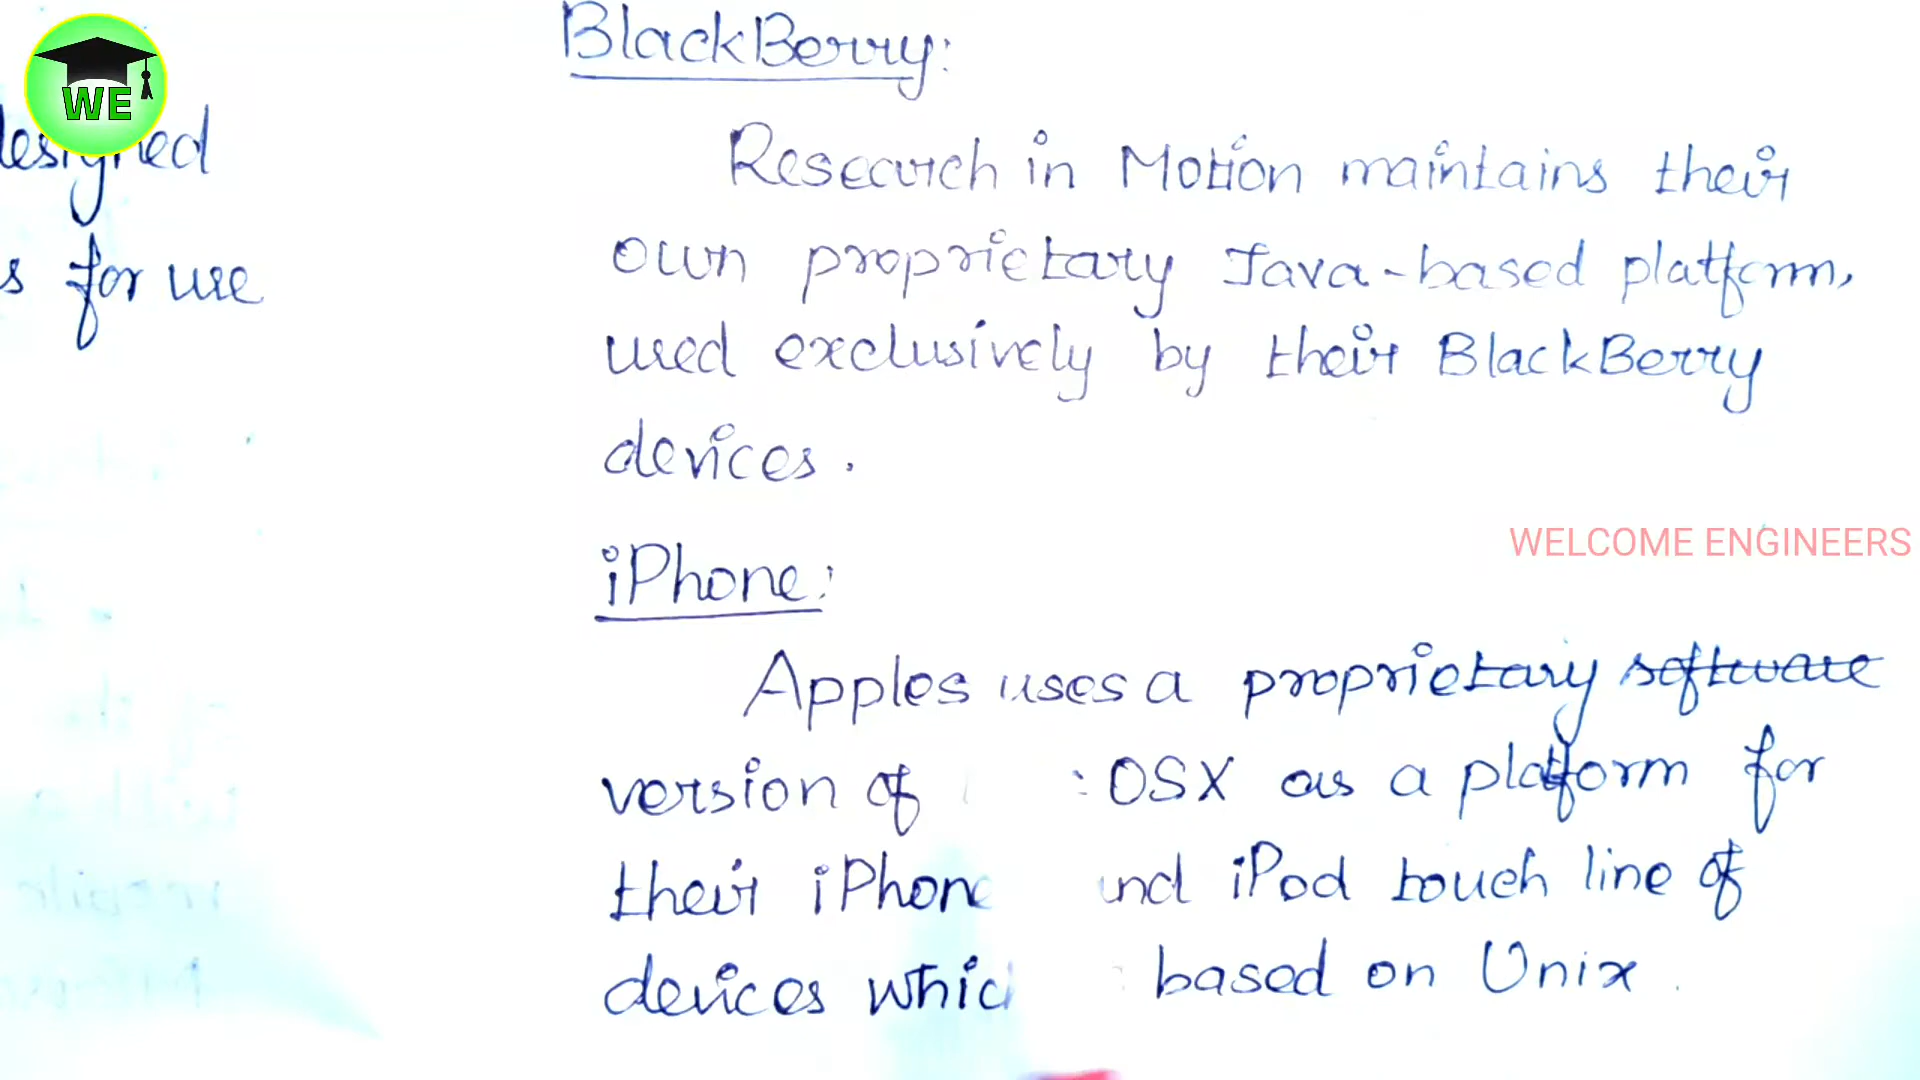 WE
designed
s for use
BlackBerry:
Research in Motion maintains their
own proprietary Java-based platform,
used exclusively by their BlackBerry
devices.
WELCOME ENGINEERS
iPhone:
Apples uses a proprietary software
version of OSX as a platform for
their iPhone and iPod touch line of
devices based on Unix.